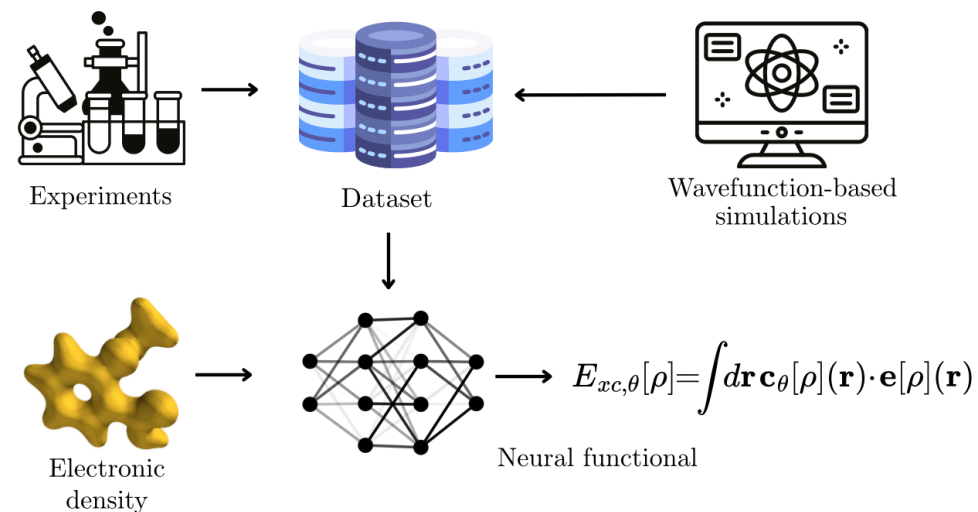 Experiments
Dataset
Wavefunction-based
simulations
Electronic
density
E_{xc,θ}[ρ]=∫d𝐫 𝐜_θ[ρ](𝐫)·𝐞[ρ](𝐫)
Neural functional